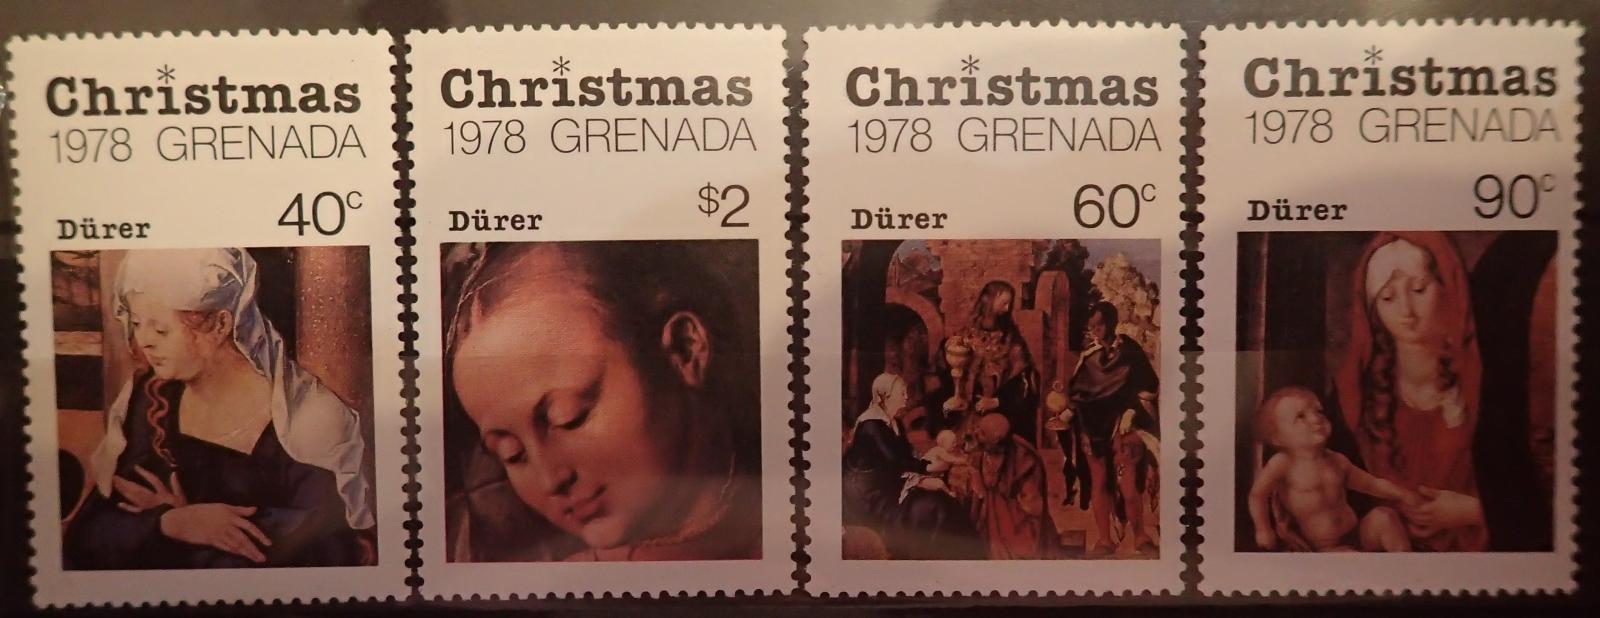 Christmas
1978 GRENADA
40c
Dürer
Christmas
1978 GRENADA
$2
Dürer
Christmas
1978 GRENADA
60c
Dürer
Christmas
1978 GRENADA
90c
Dürer